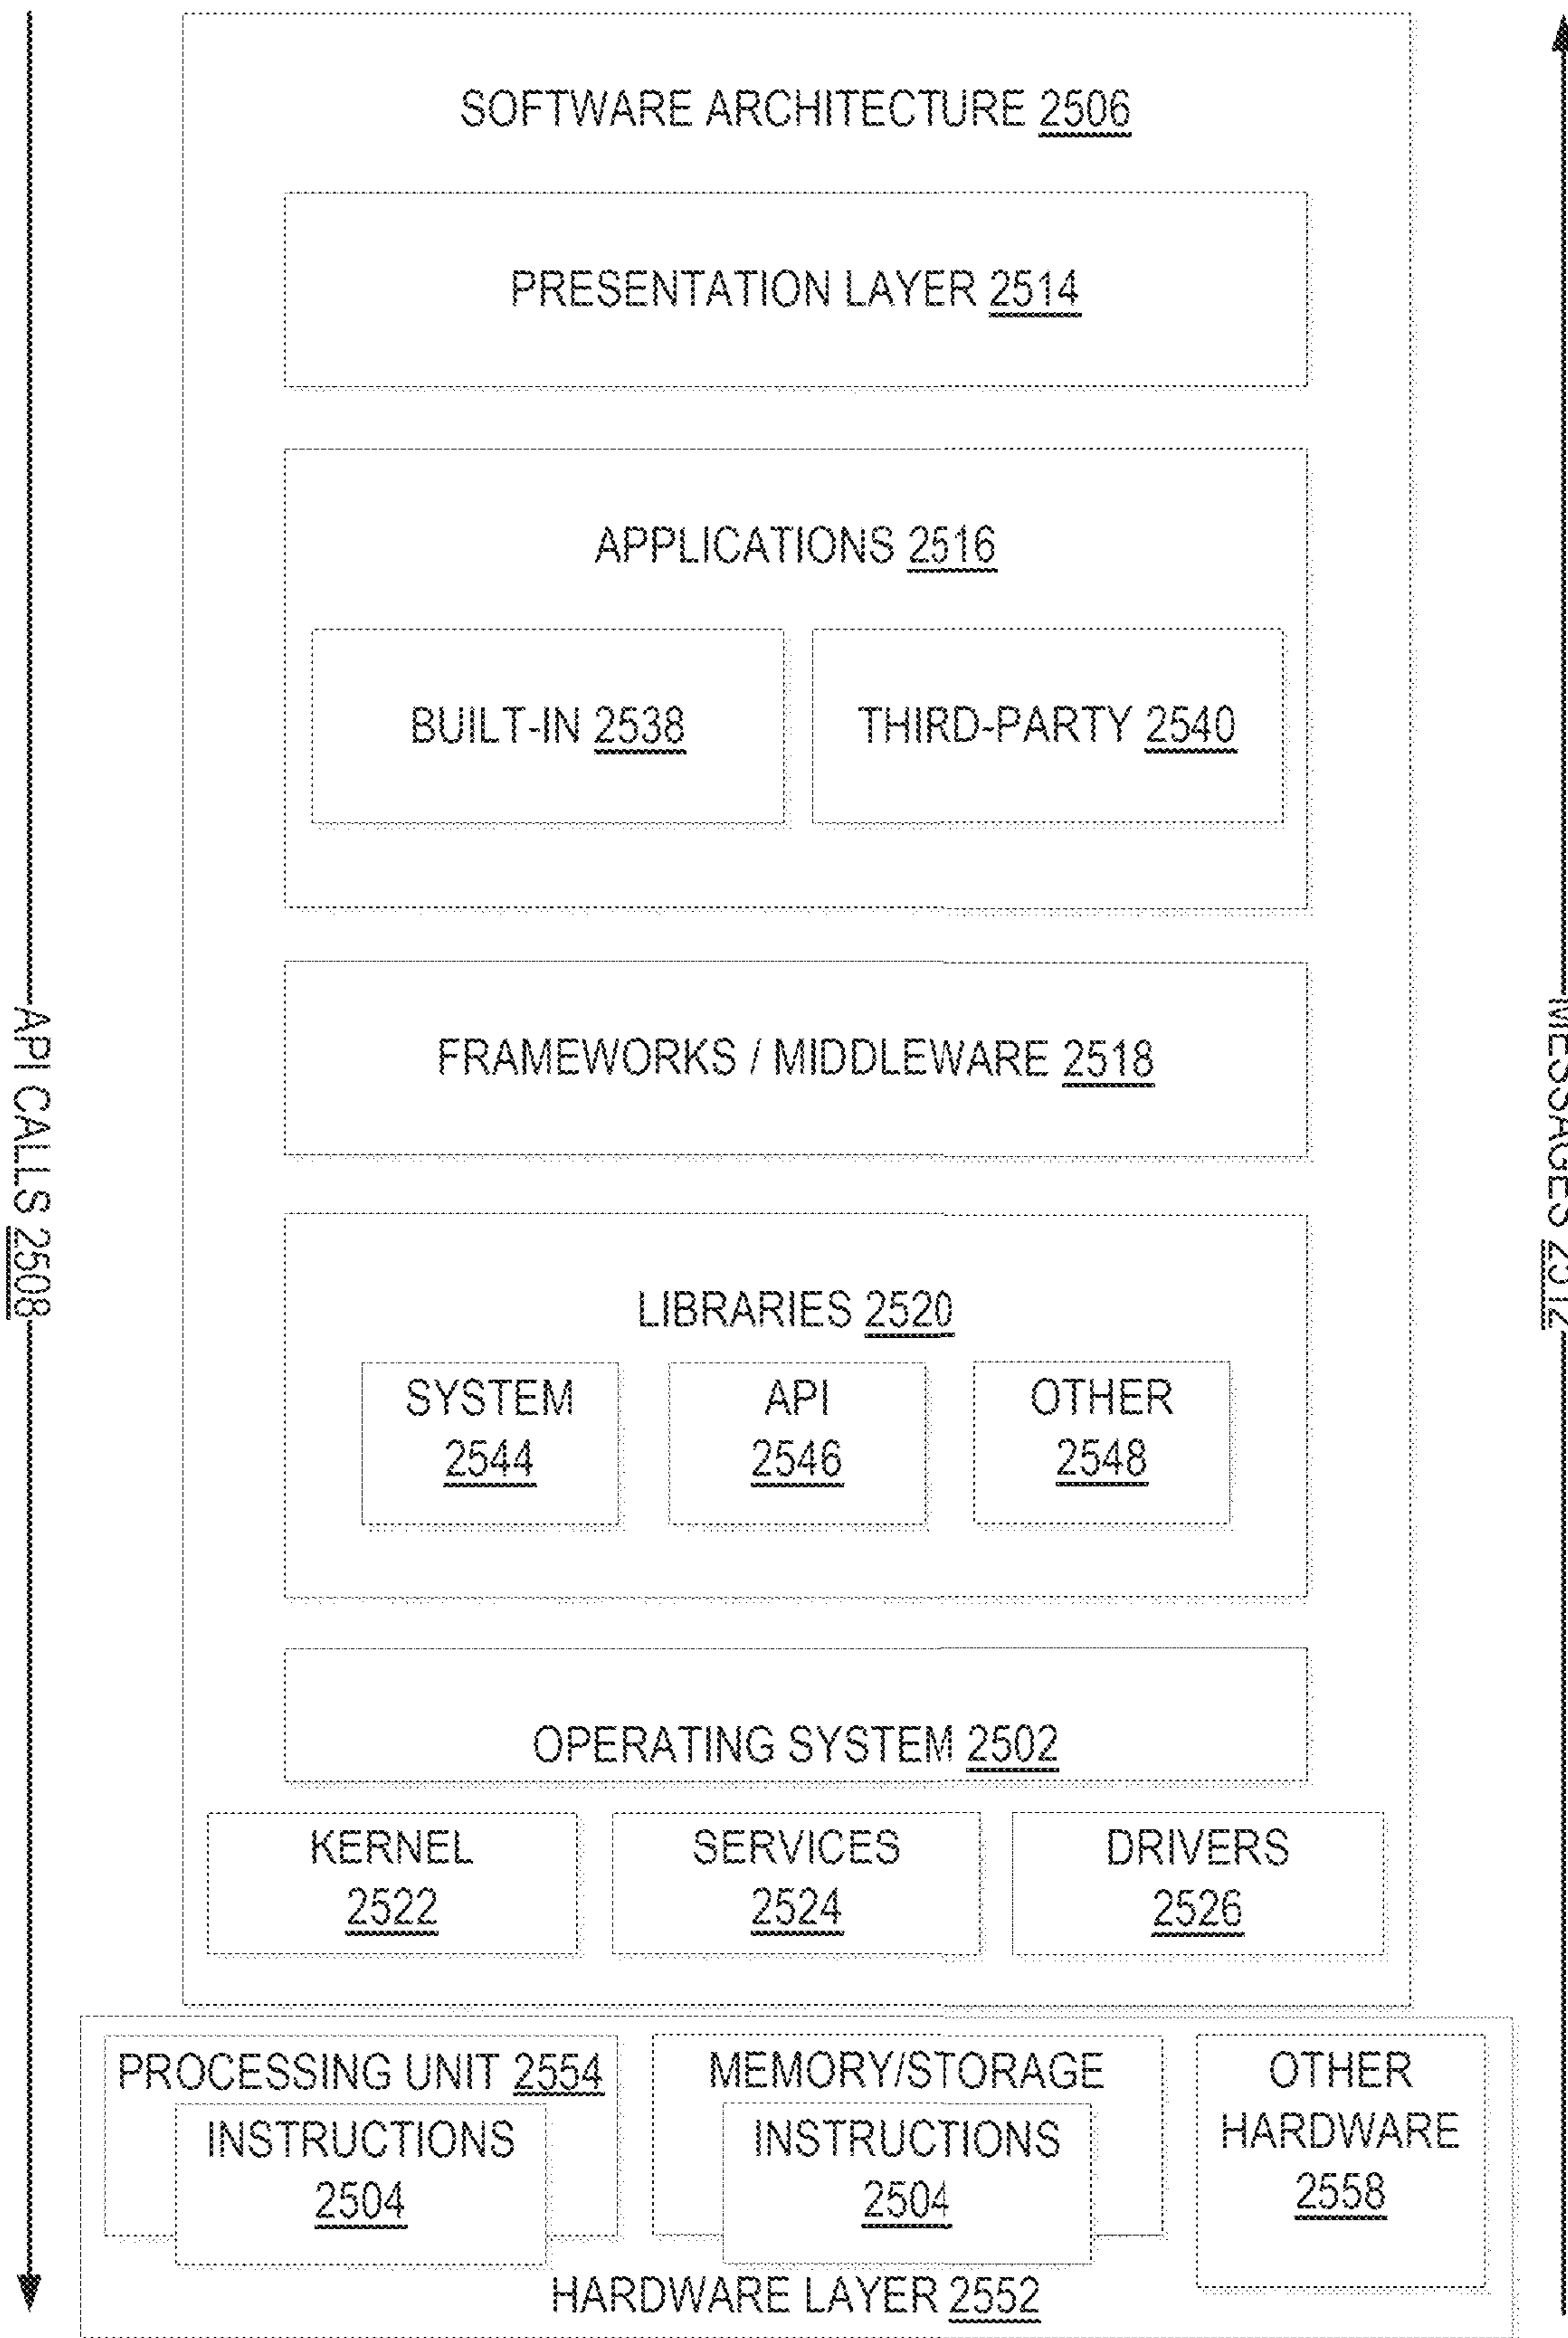 SOFTWARE ARCHITECTURE 2506
PRESENTATION LAYER 2514
APPLICATIONS 2516
BUILT-IN 2538
THIRD-PARTY 2540
FRAMEWORKS / MIDDLEWARE 2518
LIBRARIES 2520
SYSTEM
2544
API
2546
OTHER
2548
OPERATING SYSTEM 2502
KERNEL
2522
SERVICES
2524
DRIVERS
2526
PROCESSING UNIT 2554
INSTRUCTIONS
2504
MEMORY/STORAGE
INSTRUCTIONS
2504
OTHER
HARDWARE
2558
HARDWARE LAYER 2552
API CALLS 2508
MESSAGES 2512